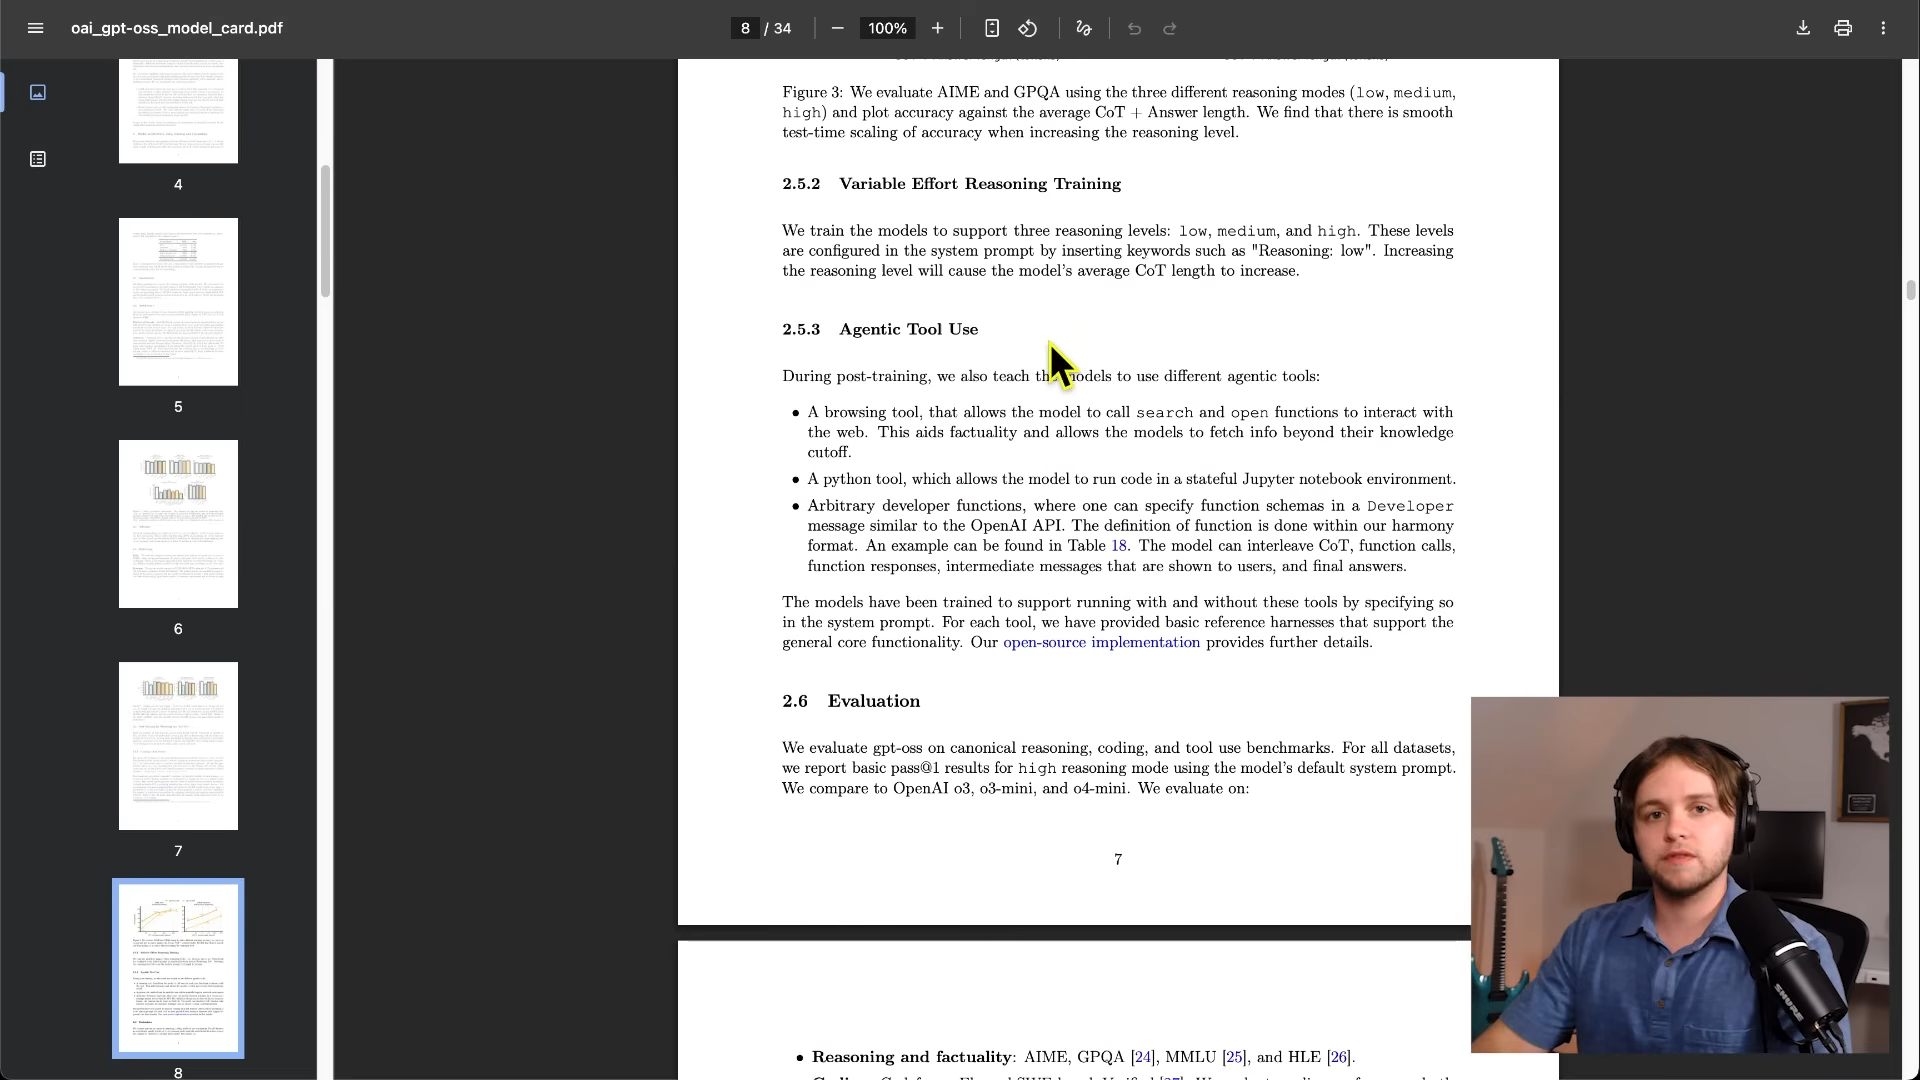 oai_gpt-oss_model_card.pdf
8 / 34
100%
4
5
6
7
8
Figure 3: We evaluate AIME and GPQA using the three different reasoning modes (low, medium,
high) and plot accuracy against the average CoT + Answer length. We find that there is smooth
test-time scaling of accuracy when increasing the reasoning level.
2.5.2 Variable Effort Reasoning Training
We train the models to support three reasoning levels: low, medium, and high. These levels
are configured in the system prompt by inserting keywords such as "Reasoning: low". Increasing
the reasoning level will cause the model's average CoT length to increase.
2.5.3 Agentic Tool Use
During post-training, we also teach the models to use different agentic tools:
• A browsing tool, that allows the model to call search and open functions to interact with
the web. This aids factuality and allows the models to fetch info beyond their knowledge
cutoff.
• A python tool, which allows the model to run code in a stateful Jupyter notebook environment.
• Arbitrary developer functions, where one can specify function schemas in a Developer
message similar to the OpenAI API. The definition of function is done within our harmony
format. An example can be found in Table 18. The model can interleave CoT, function calls,
function responses, intermediate messages that are shown to users, and final answers.
The models have been trained to support running with and without these tools by specifying so
in the system prompt. For each tool, we have provided basic reference harnesses that support the
general core functionality. Our open-source implementation provides further details.
2.6 Evaluation
We evaluate gpt-oss on canonical reasoning, coding, and tool use benchmarks. For all datasets,
we report basic pass@1 results for high reasoning mode using the model's default system prompt.
We compare to OpenAI o3, o3-mini, and o4-mini. We evaluate on:
7
• Reasoning and factuality: AIME, GPQA [24], MMLU [25], and HLE [26].
SHURE